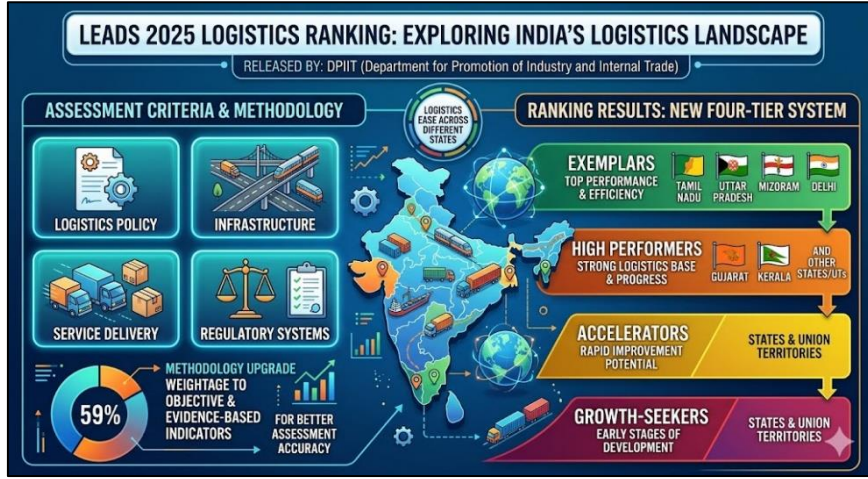 LEADS 2025 LOGISTICS RANKING: EXPLORING INDIA'S LOGISTICS LANDSCAPE
RELEASED BY: DPIIT (Department for Promotion of Industry and Internal Trade)
ASSESSMENT CRITERIA & METHODOLOGY
LOGISTICS POLICY
INFRASTRUCTURE
SERVICE DELIVERY
REGULATORY SYSTEMS
59%
METHODOLOGY UPGRADE
WEIGHTAGE TO
OBJECTIVE &
EVIDENCE-BASED
INDICATORS
FOR BETTER
ASSESSMENT
ACCURACY
LOGISTICS
EASE ACROSS
DIFFERENT
STATES
RANKING RESULTS: NEW FOUR-TIER SYSTEM
EXEMPLARS
TOP PERFORMANCE
& EFFICIENCY
TAMIL
NADU
UTTAR
PRADESH
MIZORAM
DELHI
HIGH PERFORMERS
STRONG LOGISTICS BASE
& PROGRESS
GUJARAT
KERALA
AND
OTHER
STATES/UTs
ACCELERATORS
RAPID IMPROVEMENT
POTENTIAL
STATES & UNION
TERRITORIES
GROWTH-SEEKERS
EARLY STAGES OF
DEVELOPMENT
STATES & UNION
TERRITORIES